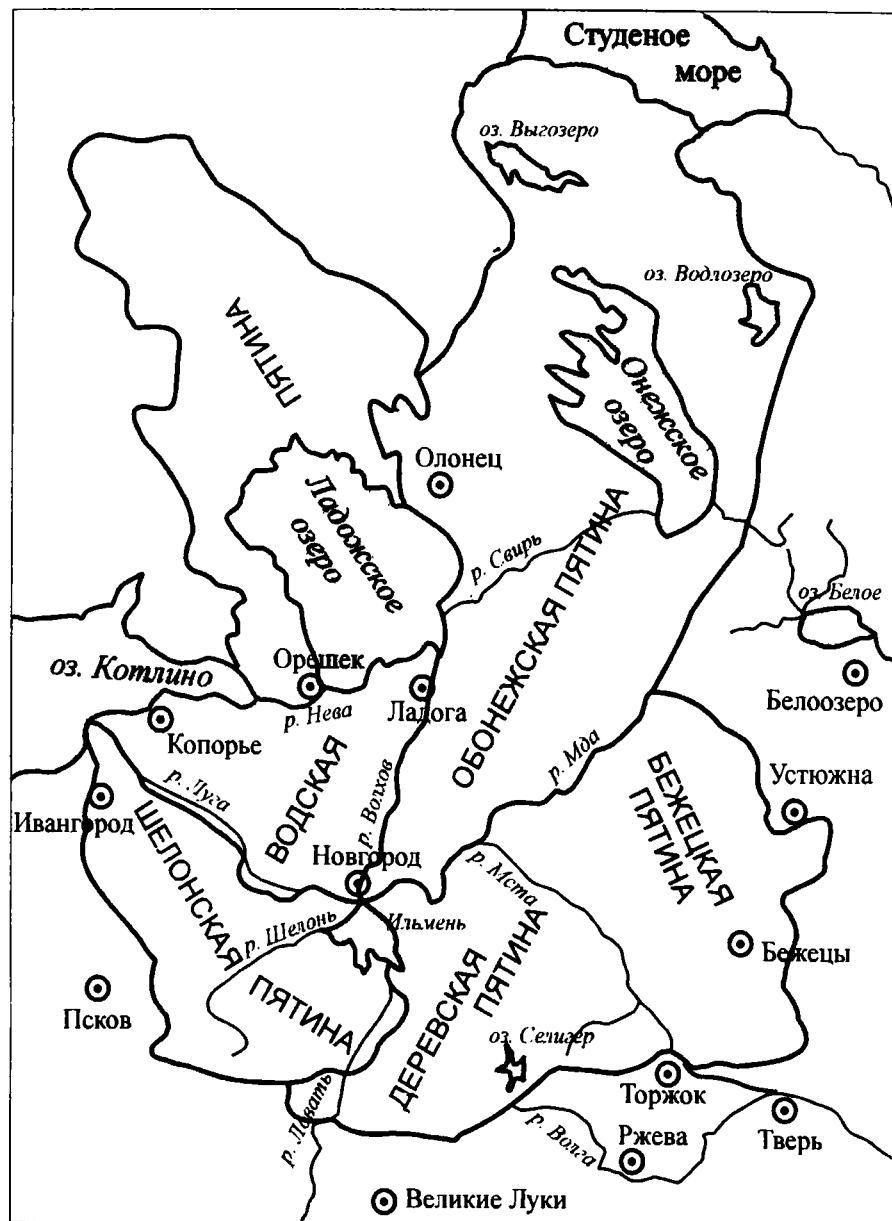 Студеное
море
оз. Выгозеро
оз. Водлозеро
ПЯТИНА
Онежское
озеро
Олонец
Ладожское
озеро
р. Свирь
ОБОНЕЖСКАЯ ПЯТИНА
оз. Белое
оз. Котлино
Орешек
р. Нева
Ладога
Белоозеро
Копорье
р. Мда
р. Луга
ВОДСКАЯ
р. Волхов
БЕЖЕЦКАЯ
ПЯТИНА
Устюжна
Ивангород
ШЕЛОНСКАЯ
ПЯТИНА
Новгород
р. Мста
р. Шелонь
Ильмень
Бежецы
Псков
ДЕРЕВСКАЯ
ПЯТИНА
оз. Селигер
р. Ловать
Торжок
р. Волга
Ржева
Тверь
Великие Луки